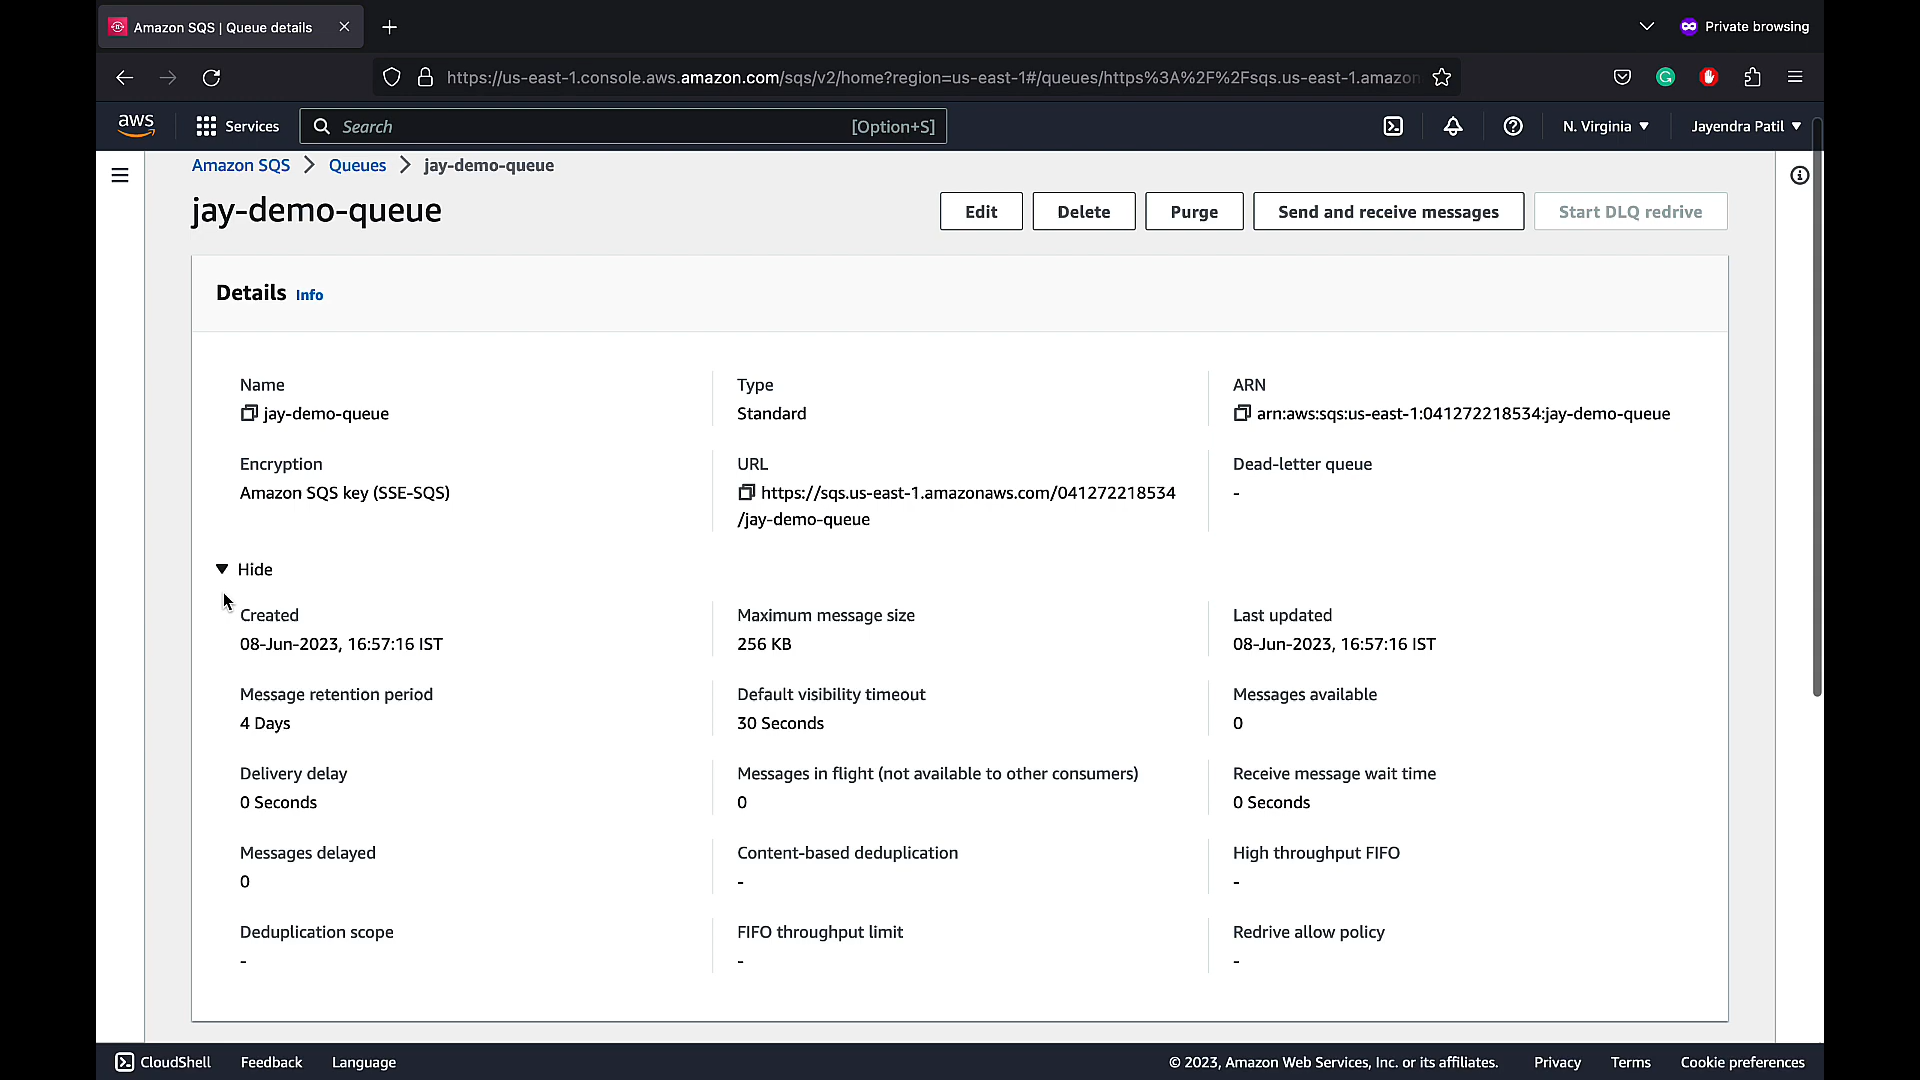 Amazon SQS | Queue details
Private browsing
https://us-east-1.console.aws.amazon.com/sqs/v2/home?region=us-east-1#/queues/https%3A%2F%2Fsqs.us-east-1.amazon
aws Services Search [Option+S] N. Virginia Jayendra Patil
Amazon SQS > Queues > jay-demo-queue
jay-demo-queue
Edit Delete Purge Send and receive messages Start DLQ redrive
Details Info
Name Type ARN
jay-demo-queue Standard arn:aws:sqs:us-east-1:041272218534:jay-demo-queue
Encryption URL Dead-letter queue
Amazon SQS key (SSE-SQS) https://sqs.us-east-1.amazonaws.com/041272218534 -
/jay-demo-queue
Hide
Created Maximum message size Last updated
08-Jun-2023, 16:57:16 IST 256 KB 08-Jun-2023, 16:57:16 IST
Message retention period Default visibility timeout Messages available
4 Days 30 Seconds 0
Delivery delay Messages in flight (not available to other consumers) Receive message wait time
0 Seconds 0 0 Seconds
Messages delayed Content-based deduplication High throughput FIFO
0 - -
Deduplication scope FIFO throughput limit Redrive allow policy
- - -
CloudShell Feedback Language © 2023, Amazon Web Services, Inc. or its affiliates. Privacy Terms Cookie preferences